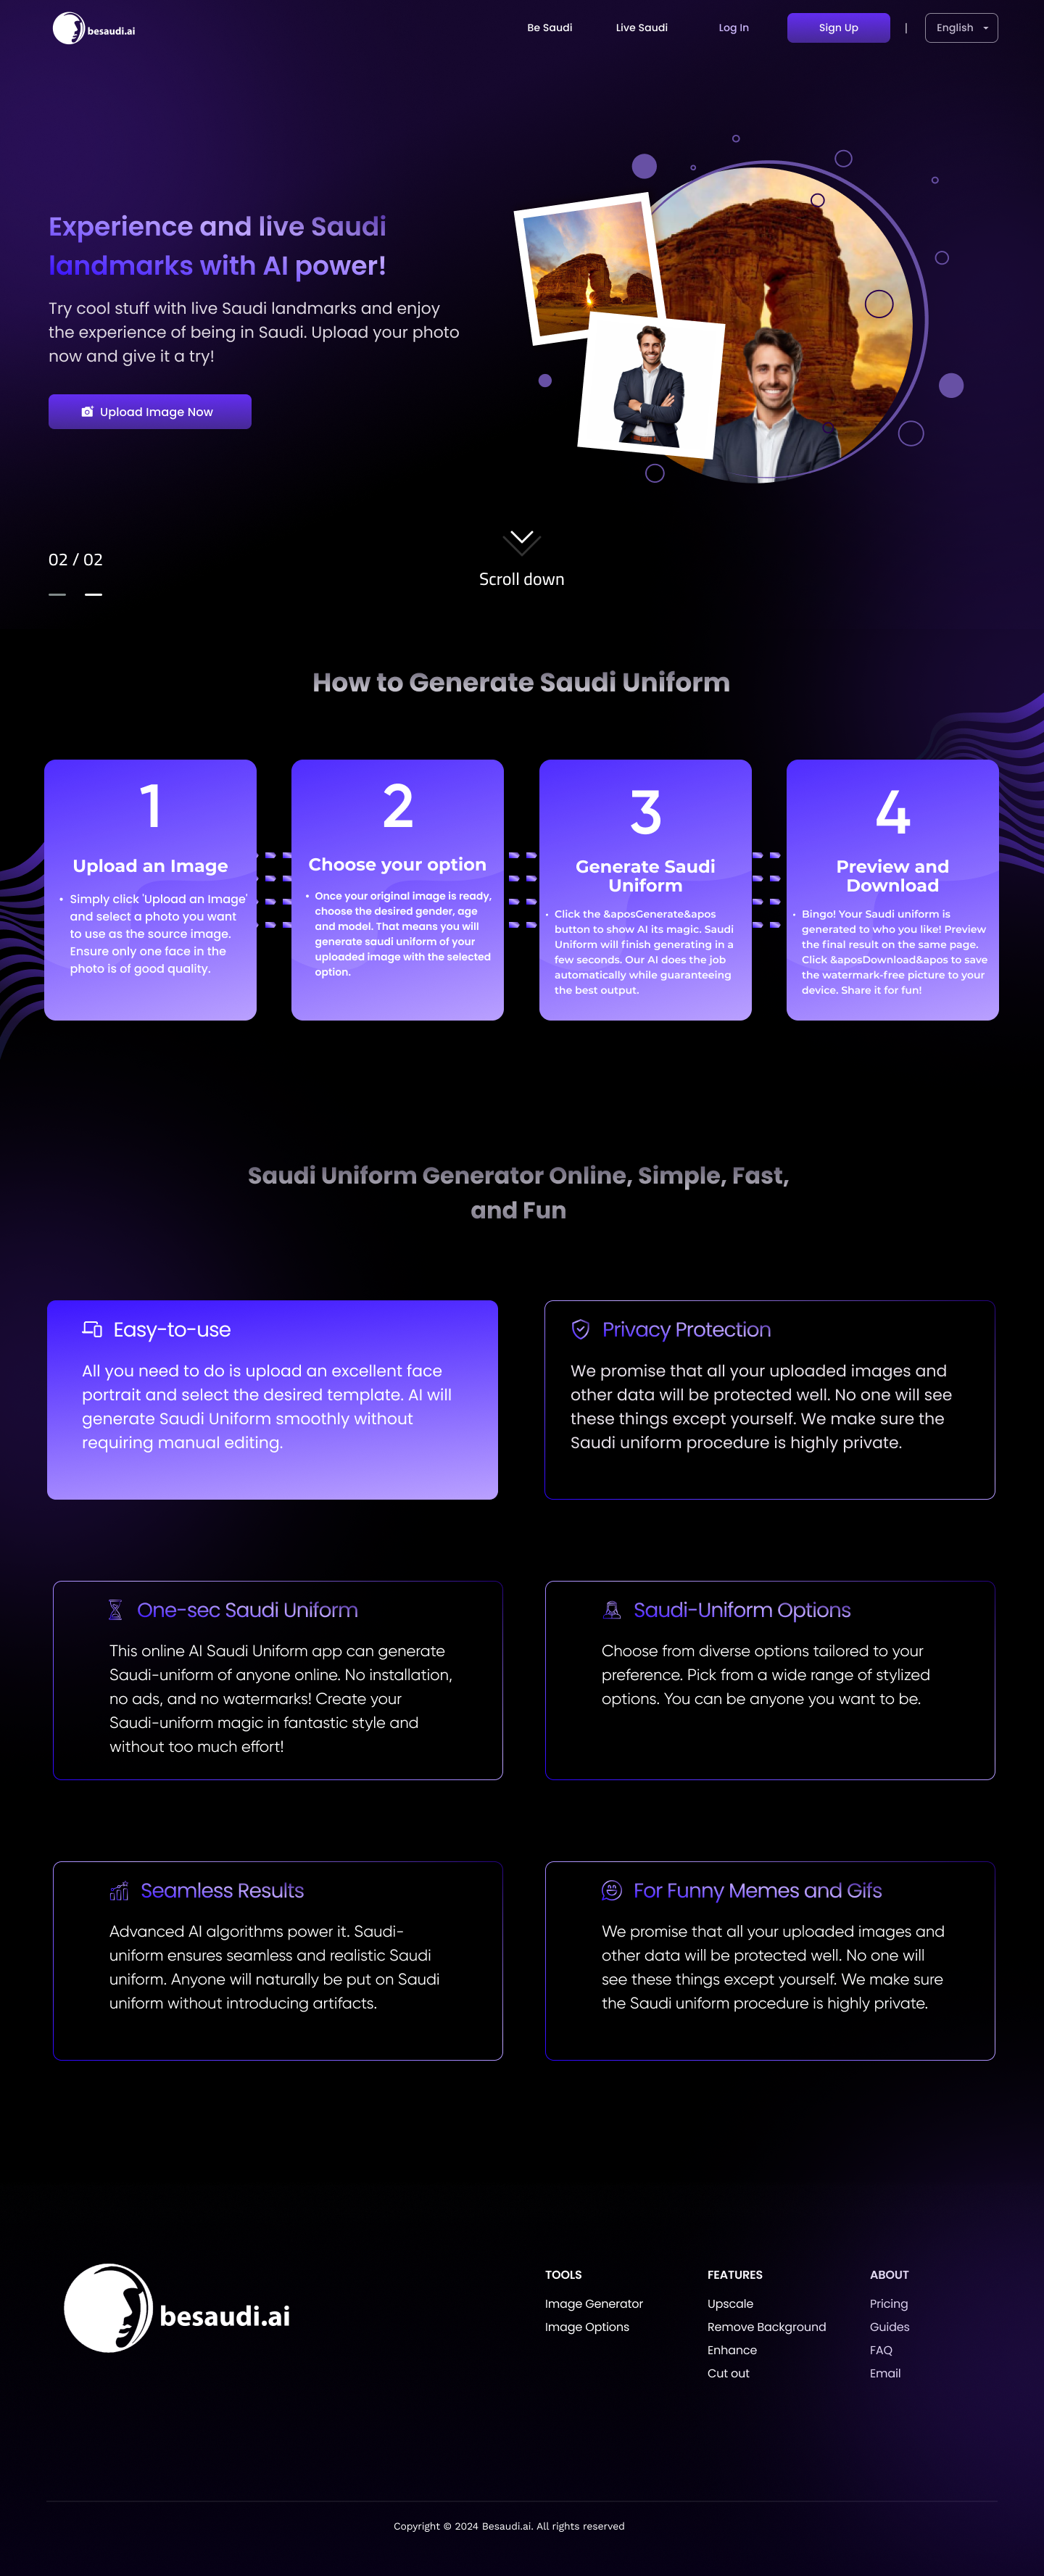 besaudi.ai
Be Saudi
Live Saudi
Log In
Sign Up
|
English
Experience and live Saudi
landmarks with AI power!
Try cool stuff with live Saudi landmarks and enjoy
the experience of being in Saudi. Upload your photo
now and give it a try!
Upload Image Now
02 / 02
Scroll down
How to Generate Saudi Uniform
1
Upload an Image
• Simply click 'Upload an Image'
and select a photo you want
to use as the source image.
Ensure only one face in the
photo is of good quality.
2
Choose your option
• Once your original image is ready,
choose the desired gender, age
and model. That means you will
generate saudi uniform of your
uploaded image with the selected
option.
3
Generate Saudi
Uniform
• Click the &aposGenerate&apos
button to show AI its magic. Saudi
Uniform will finish generating in a
few seconds. Our AI does the job
automatically while guaranteeing
the best output.
4
Preview and
Download
• Bingo! Your Saudi uniform is
generated to who you like! Preview
the final result on the same page.
Click &aposDownload&apos to save
the watermark-free picture to your
device. Share it for fun!
Saudi Uniform Generator Online, Simple, Fast,
and Fun
Easy-to-use
All you need to do is upload an excellent face
portrait and select the desired template. AI will
generate Saudi Uniform smoothly without
requiring manual editing.
Privacy Protection
We promise that all your uploaded images and
other data will be protected well. No one will see
these things except yourself. We make sure the
Saudi uniform procedure is highly private.
One-sec Saudi Uniform
This online AI Saudi Uniform app can generate
Saudi-uniform of anyone online. No installation,
no ads, and no watermarks! Create your
Saudi-uniform magic in fantastic style and
without too much effort!
Saudi-Uniform Options
Choose from diverse options tailored to your
preference. Pick from a wide range of stylized
options. You can be anyone you want to be.
Seamless Results
Advanced AI algorithms power it. Saudi-
uniform ensures seamless and realistic Saudi
uniform. Anyone will naturally be put on Saudi
uniform without introducing artifacts.
For Funny Memes and Gifs
We promise that all your uploaded images and
other data will be protected well. No one will
see these things except yourself. We make sure
the Saudi uniform procedure is highly private.
besaudi.ai
TOOLS
Image Generator
Image Options
FEATURES
Upscale
Remove Background
Enhance
Cut out
ABOUT
Pricing
Guides
FAQ
Email
Copyright © 2024 Besaudi.ai. All rights reserved